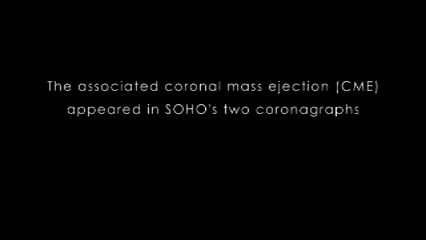 The associated coronal mass ejection (CME)
appeared in SOHO's two coronagraphs